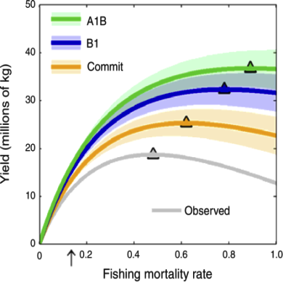 50
A1B
B1
40
Commit
Yield (millions of kg)
30
20
10
Observed
0
0 0.2 0.4 0.6 0.8 1.0
Fishing mortality rate